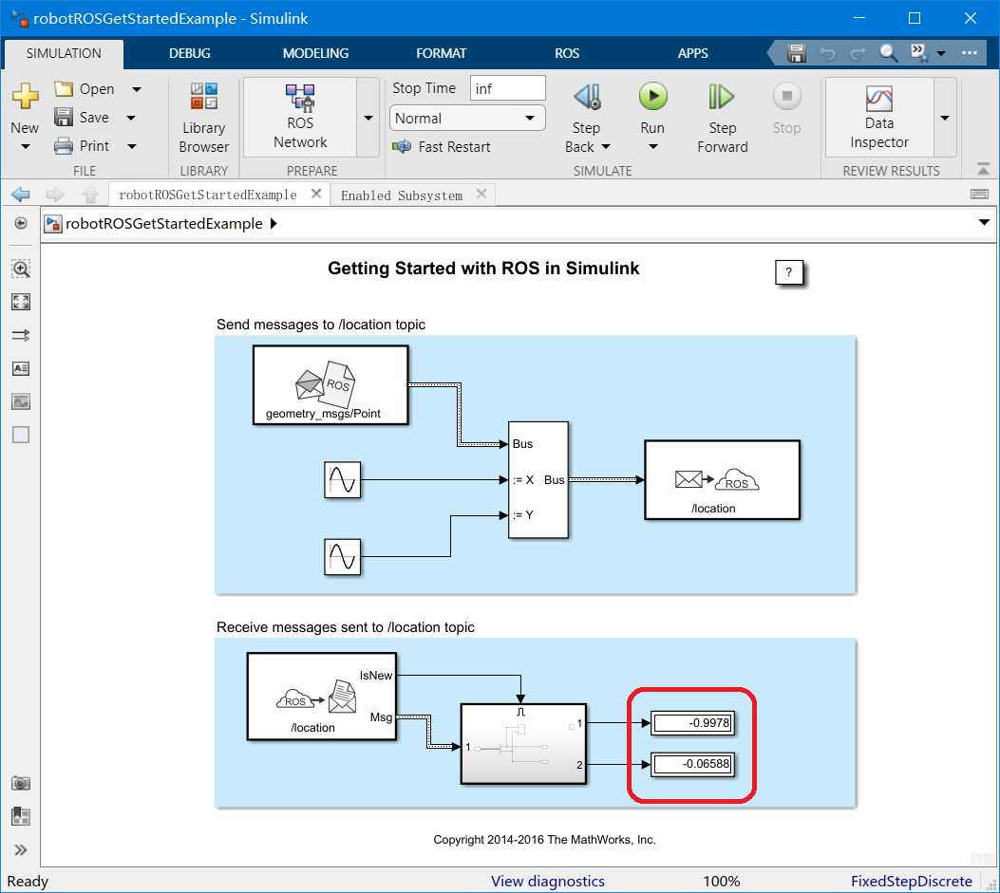 robotROSGetStartedExample - Simulink
SIMULATION DEBUG MODELING FORMAT ROS APPS
New
Open
Save
Print
FILE
Library
Browser
LIBRARY
ROS
Network
PREPARE
Stop Time inf
Normal
Fast Restart
Step
Back
Run
Step
Forward
Stop
SIMULATE
Data
Inspector
REVIEW RESULTS
robotROSGetStartedExample
Enabled Subsystem
robotROSGetStartedExample
Getting Started with ROS in Simulink
?
Send messages to /location topic
ROS
geometry_msgs/Point
Bus
:= X Bus
:= Y
ROS
/location
Receive messages sent to /location topic
IsNew
ROS
Msg
/location
1
1
2
-0.9978
-0.06588
Copyright 2014-2016 The MathWorks, Inc.
Ready View diagnostics 100% FixedStepDiscrete